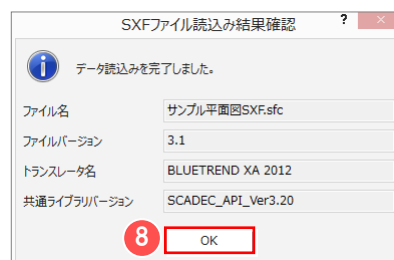 SXFファイル読込み結果確認 ? ×
データ読込みを完了しました。
ファイル名 サンプル平面図SXF.sfc
ファイルバージョン 3.1
トランスレータ名 BLUETREND XA 2012
共通ライブラリバージョン SCADEC_API_Ver3.20
8 OK